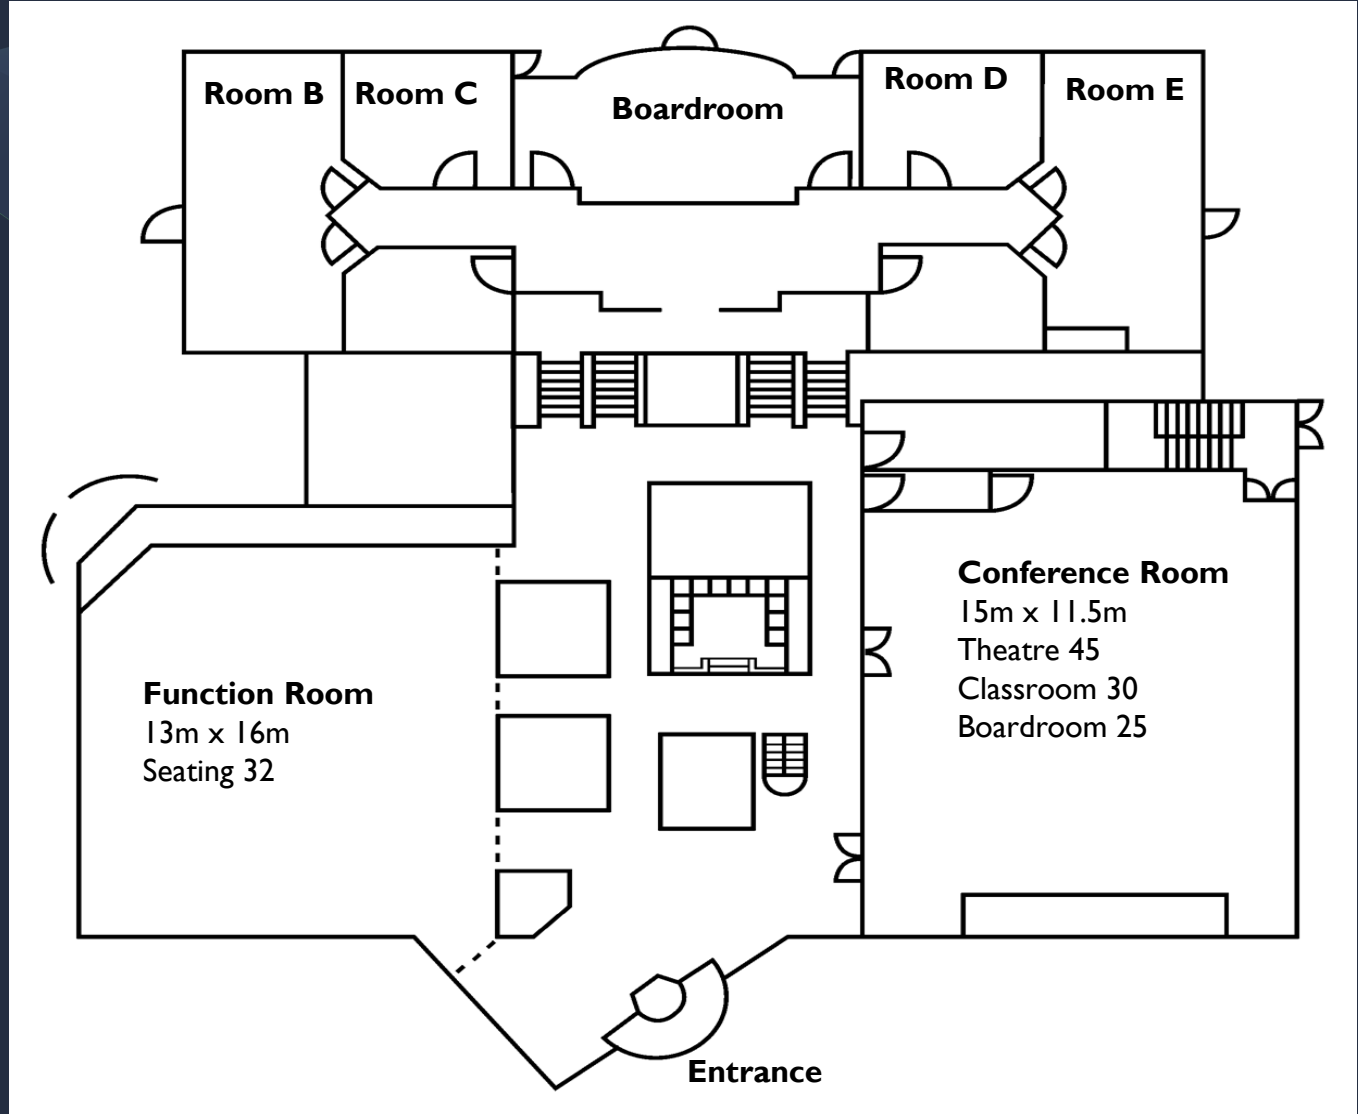 Room B
Room C
Boardroom
Room D
Room E
Conference Room
15m x 11.5m
Theatre 45
Classroom 30
Boardroom 25
Function Room
13m x 16m
Seating 32
Entrance